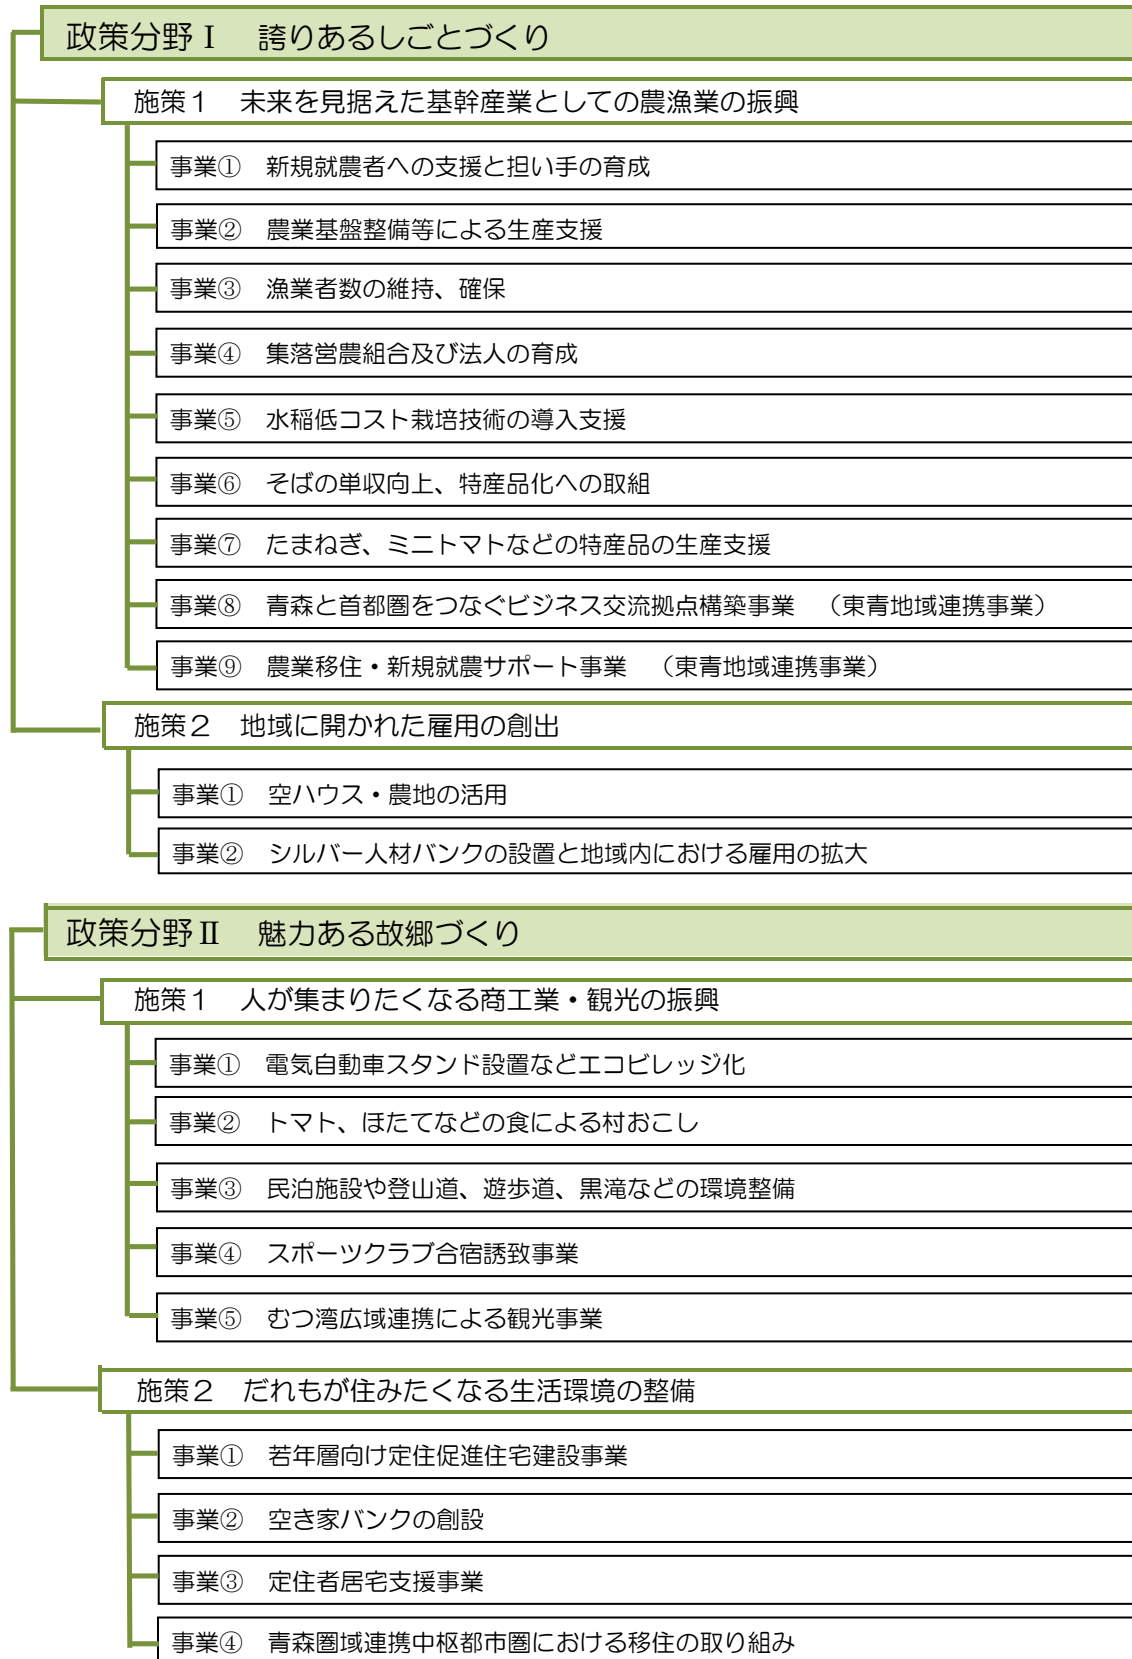 政策分野Ⅰ　誇りあるしごとづくり
施策１　未来を見据えた基幹産業としての農漁業の振興
事業①　新規就農者への支援と担い手の育成
事業②　農業基盤整備等による生産支援
事業③　漁業者数の維持、確保
事業④　集落営農組合及び法人の育成
事業⑤　水稲低コスト栽培技術の導入支援
事業⑥　そばの単収向上、特産品化への取組
事業⑦　たまねぎ、ミニトマトなどの特産品の生産支援
事業⑧　青森と首都圏をつなぐビジネス交流拠点構築事業　（東青地域連携事業）
事業⑨　農業移住・新規就農サポート事業　（東青地域連携事業）
施策２　地域に開かれた雇用の創出
事業①　空ハウス・農地の活用
事業②　シルバー人材バンクの設置と地域内における雇用の拡大
政策分野Ⅱ　魅力ある故郷づくり
施策１　人が集まりたくなる商工業・観光の振興
事業①　電気自動車スタンド設置などエコビレッジ化
事業②　トマト、ほたてなどの食による村おこし
事業③　民泊施設や登山道、遊歩道、黒滝などの環境整備
事業④　スポーツクラブ合宿誘致事業
事業⑤　むつ湾広域連携による観光事業
施策２　だれもが住みたくなる生活環境の整備
事業①　若年層向け定住促進住宅建設事業
事業②　空き家バンクの創設
事業③　定住者居宅支援事業
事業④　青森圏域連携中枢都市圏における移住の取り組み